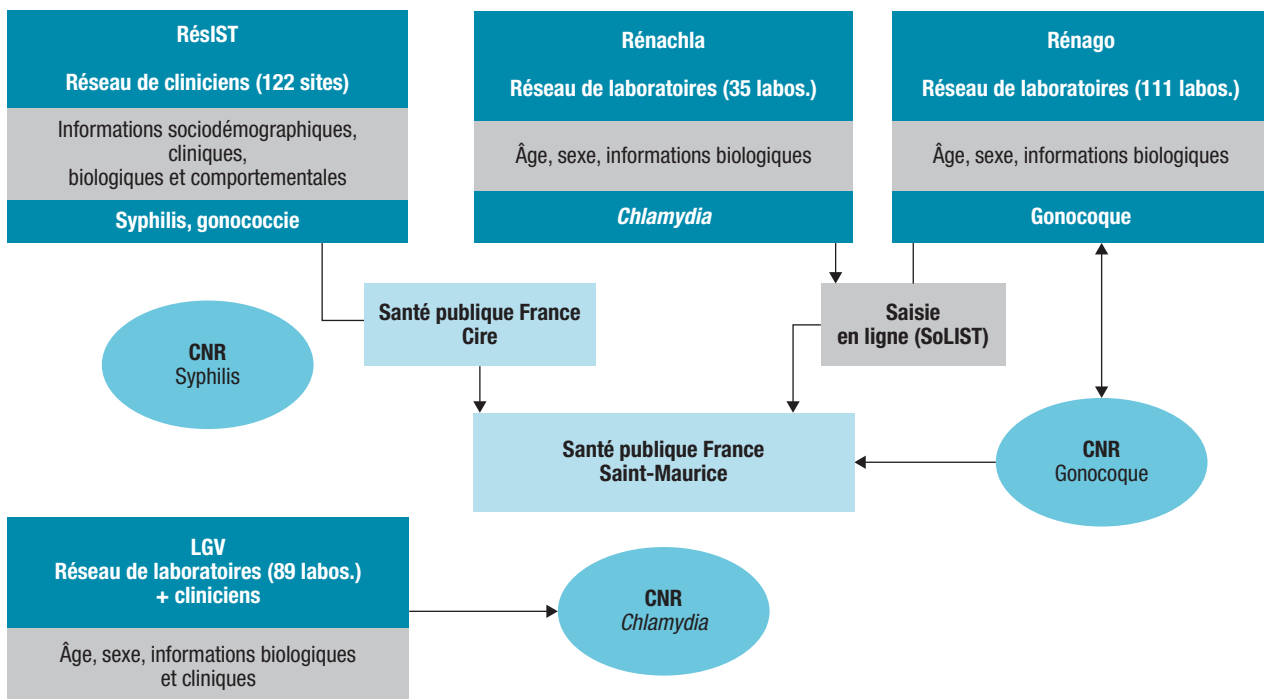 RésIST
Réseau de cliniciens (122 sites)
Informations sociodémographiques,
cliniques,
biologiques et comportementales
Syphilis, gonococcie
Rénachla
Réseau de laboratoires (35 labos.)
Âge, sexe, informations biologiques
Chlamydia
Rénago
Réseau de laboratoires (111 labos.)
Âge, sexe, informations biologiques
Gonocoque
Santé publique France
Cire
Saisie
en ligne (SoLIST)
CNR
Syphilis
Santé publique France
Saint-Maurice
CNR
Gonocoque
LGV
Réseau de laboratoires (89 labos.)
+ cliniciens
Âge, sexe, informations biologiques
et cliniques
CNR
Chlamydia